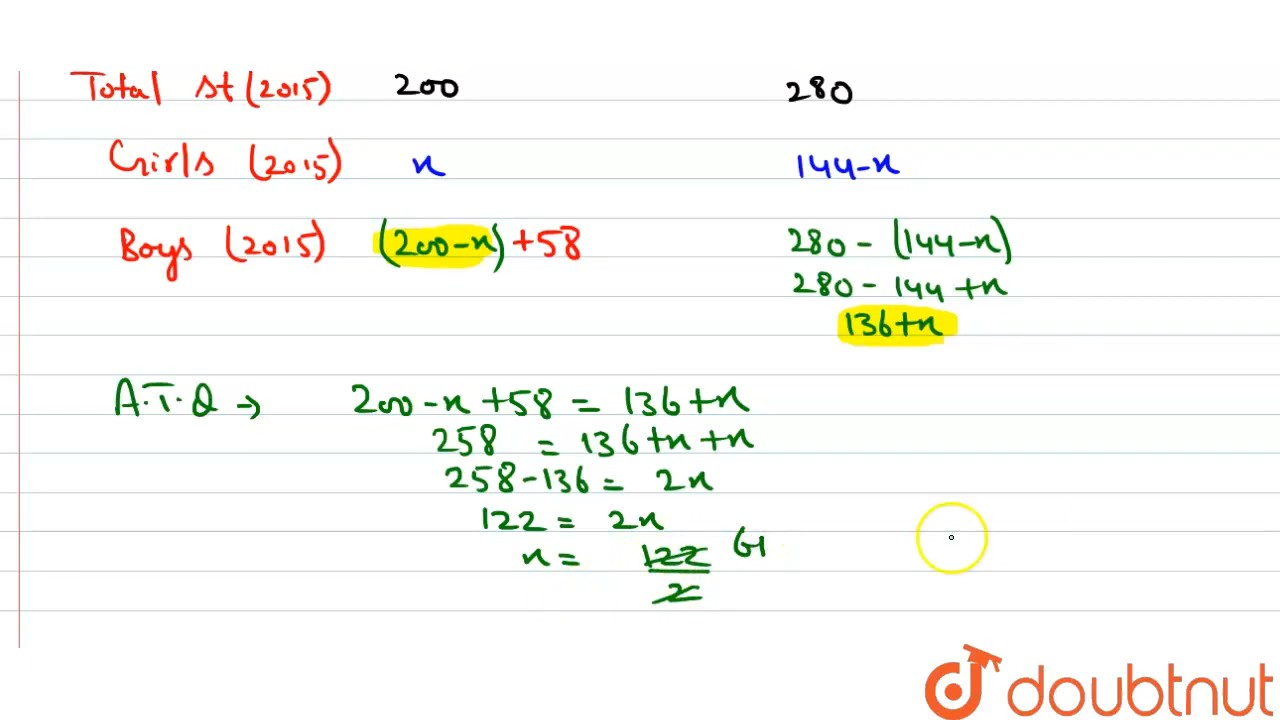 Total st (2015) 200 280
Girls (2015) x 144-x
Boys (2015) (200-x) +58 280 - (144-x)
280 - 144 +x
136+x
A.T.Q → 200-x +58 = 136+x
258 = 136+x+x
258-136 = 2x
122 = 2x
x = 122/2 61
doubtnut